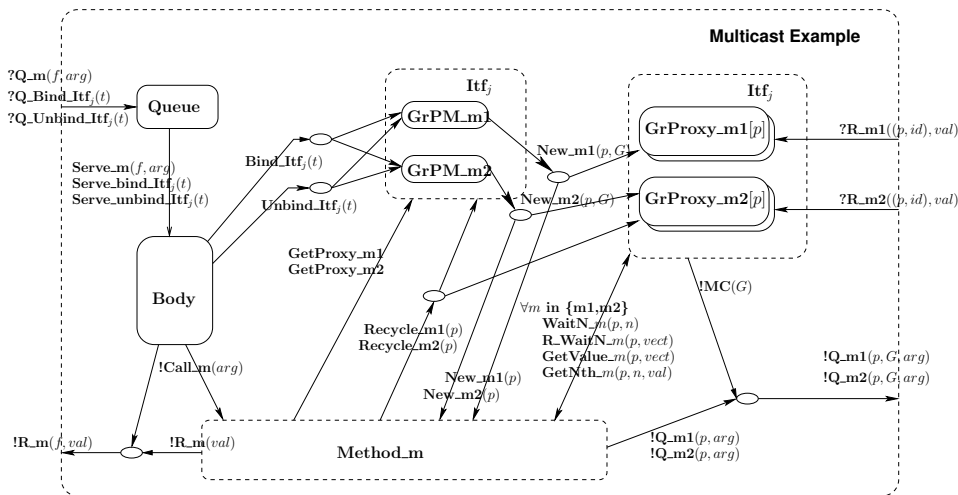 Multicast Example
?Q_m(f, arg)
?Q_Bind_Itf_j(t)
?Q_Unbind_Itf_j(t)
Queue
Itf_j
GrPM_m1
GrPM_m2
Itf_j
GrProxy_m1[p]
GrProxy_m2[p]
?R_m1((p, id), val)
?R_m2((p, id), val)
Bind_Itf_j(t)
Unbind_Itf_j(t)
New_m1(p, G)
New_m2(p, G)
Serve_m(f, arg)
Serve_bind_Itf_j(t)
Serve_unbind_Itf_j(t)
GetProxy_m1
GetProxy_m2
Body
!MC(G)
Recycle_m1(p)
Recycle_m2(p)
∀m in {m1,m2}
WaitN_m(p, n)
R_WaitN_m(p, vect)
GetValue_m(p, vect)
GetNth_m(p, n, val)
!Call_m(arg)
New_m1(p)
New_m2(p)
!Q_m1(p, G, arg)
!Q_m2(p, G, arg)
!R_m(f, val)
!R_m(val)
Method_m
!Q_m1(p, arg)
!Q_m2(p, arg)